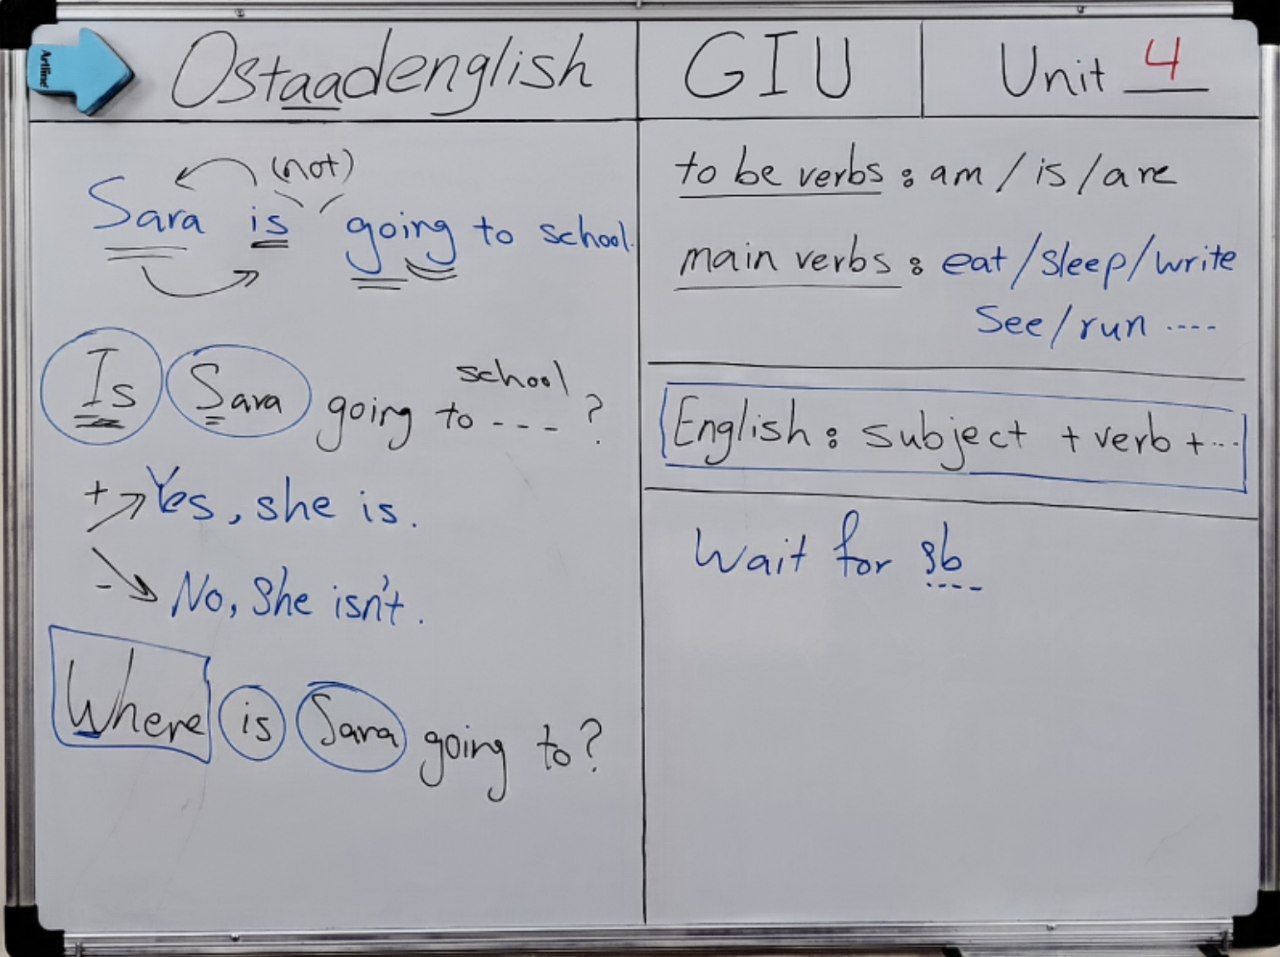 Artline
Ostaadenglish
GIU
Unit 4
(not)
Sara is going to school.
Is Sara going to ---- ?
school
+ Yes, she is.
- No, She isn't.
Where is Sara going to?
to be verbs : am / is / are
main verbs : eat / sleep / write
See / run ....
English : subject + verb + ...
Wait for sb